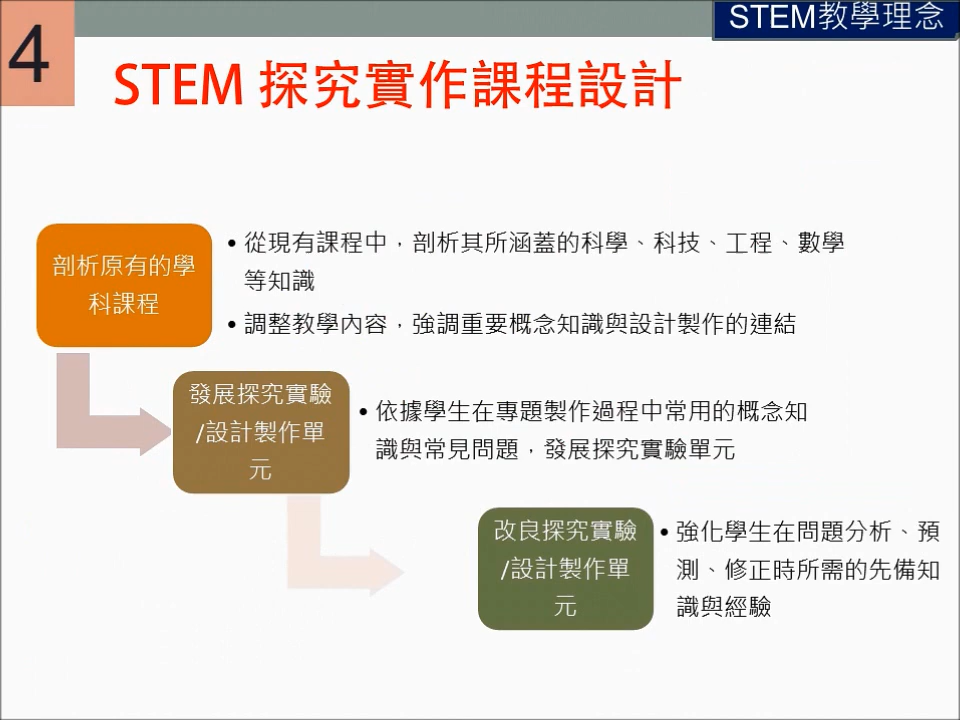 STEM教學理念
4
STEM 探究實作課程設計
剖析原有的學
科課程
• 從現有課程中，剖析其所涵蓋的科學、科技、工程、數學
等知識
• 調整教學內容，強調重要概念知識與設計製作的連結
發展探究實驗
/設計製作單
元
• 依據學生在專題製作過程中常用的概念知
識與常見問題，發展探究實驗單元
改良探究實驗
/設計製作單
元
• 強化學生在問題分析、預
測、修正時所需的先備知
識與經驗